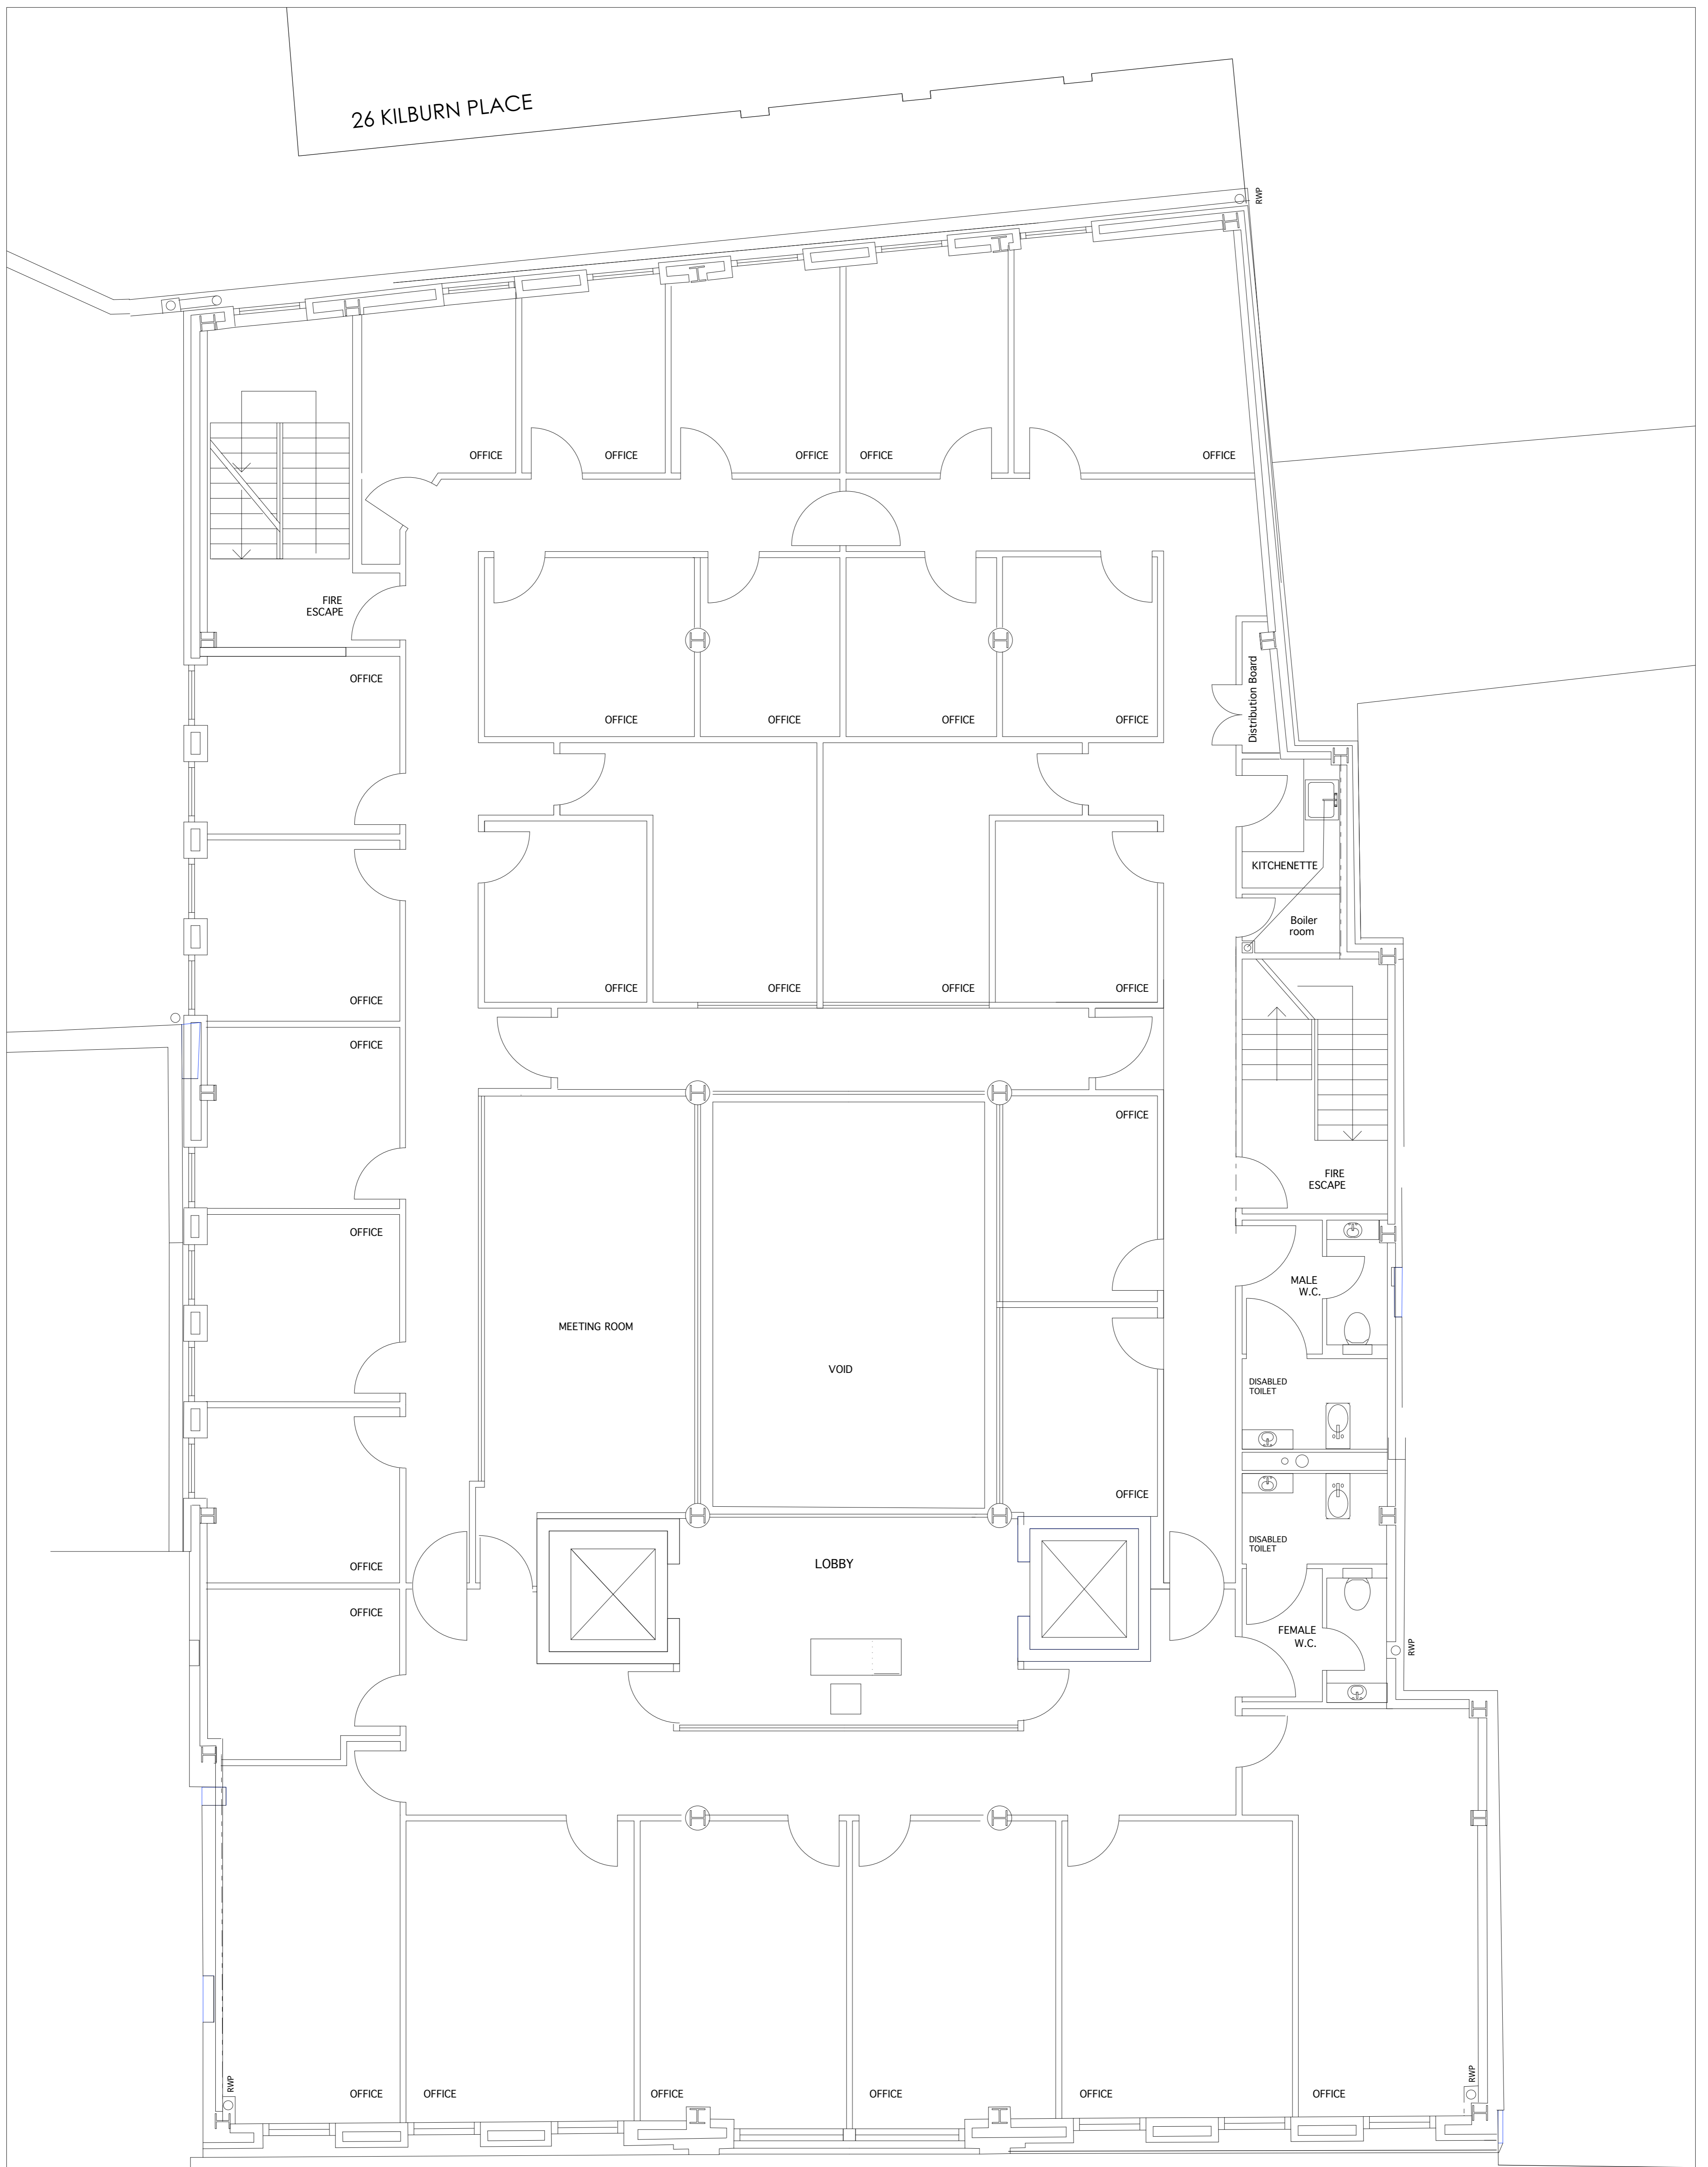 26 KILBURN PLACE
RWP
OFFICE
OFFICE
OFFICE
OFFICE
OFFICE
FIRE
ESCAPE
OFFICE
OFFICE
OFFICE
OFFICE
OFFICE
Distribution Board
KITCHENETTE
Boiler
room
OFFICE
OFFICE
OFFICE
OFFICE
OFFICE
OFFICE
OFFICE
FIRE
ESCAPE
OFFICE
MALE
W.C.
MEETING ROOM
VOID
DISABLED
TOILET
OFFICE
DISABLED
TOILET
LOBBY
OFFICE
OFFICE
FEMALE
W.C.
RWP
RWP
RWP
OFFICE
OFFICE
OFFICE
OFFICE
OFFICE
OFFICE